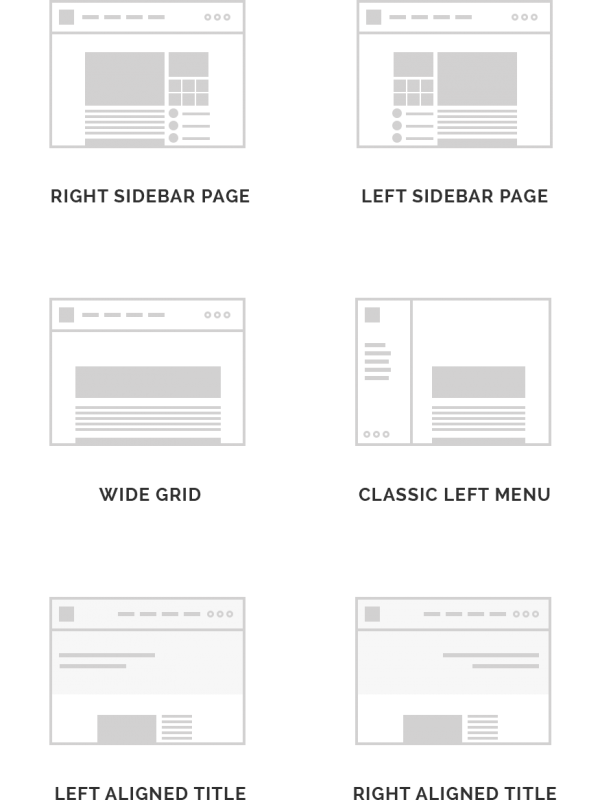 RIGHT SIDEBAR PAGE
LEFT SIDEBAR PAGE
WIDE GRID
CLASSIC LEFT MENU
LEFT ALIGNED TITLE
RIGHT ALIGNED TITLE